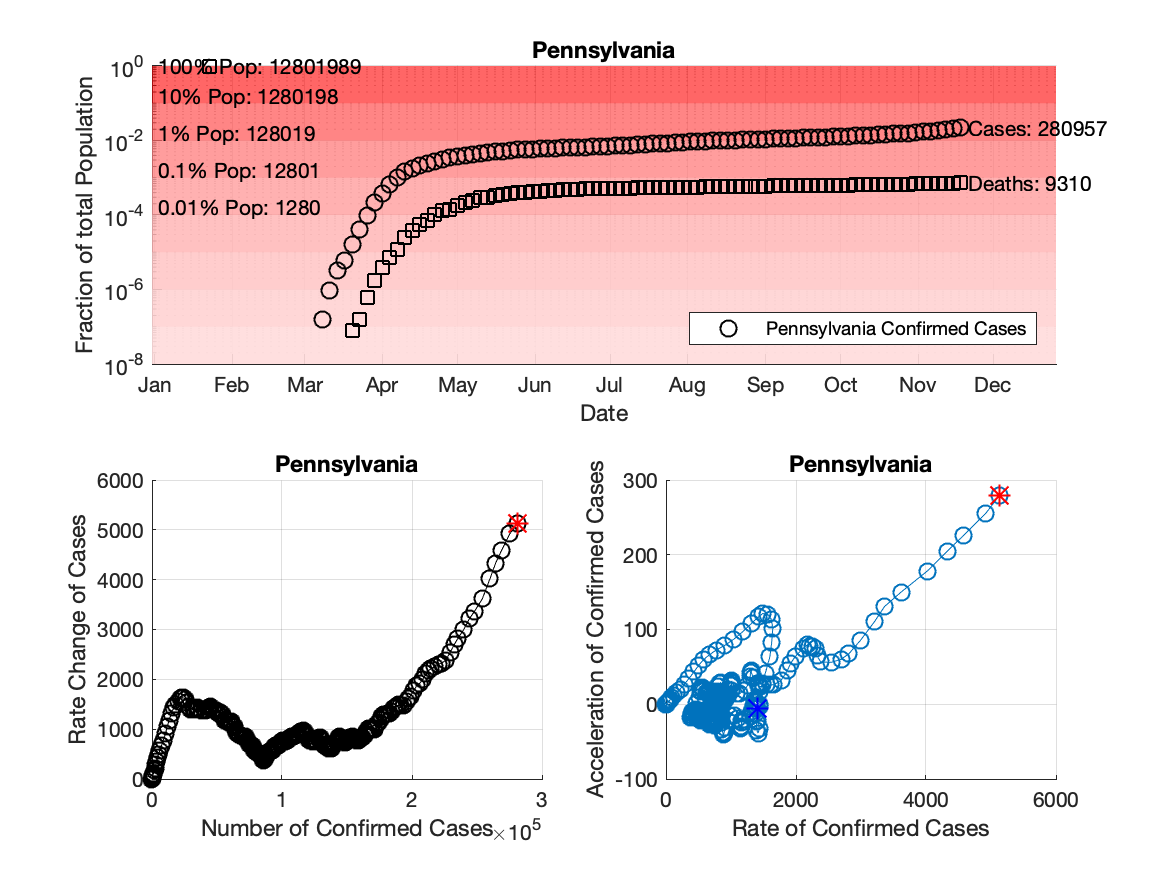 Pennsylvania
10^0
10^-2
10^-4
10^-6
10^-8
Fraction of total Population
100% Pop: 12801989
10% Pop: 1280198
1% Pop: 128019
0.1% Pop: 12801
0.01% Pop: 1280
Cases: 280957
Deaths: 9310
Pennsylvania Confirmed Cases
Jan Feb Mar Apr May Jun Jul Aug Sep Oct Nov Dec
Date
Pennsylvania
6000
5000
4000
3000
2000
1000
0
Rate Change of Cases
0 1 2 3
Number of Confirmed Cases ×10^5
Pennsylvania
300
200
100
0
-100
Acceleration of Confirmed Cases
0 2000 4000 6000
Rate of Confirmed Cases